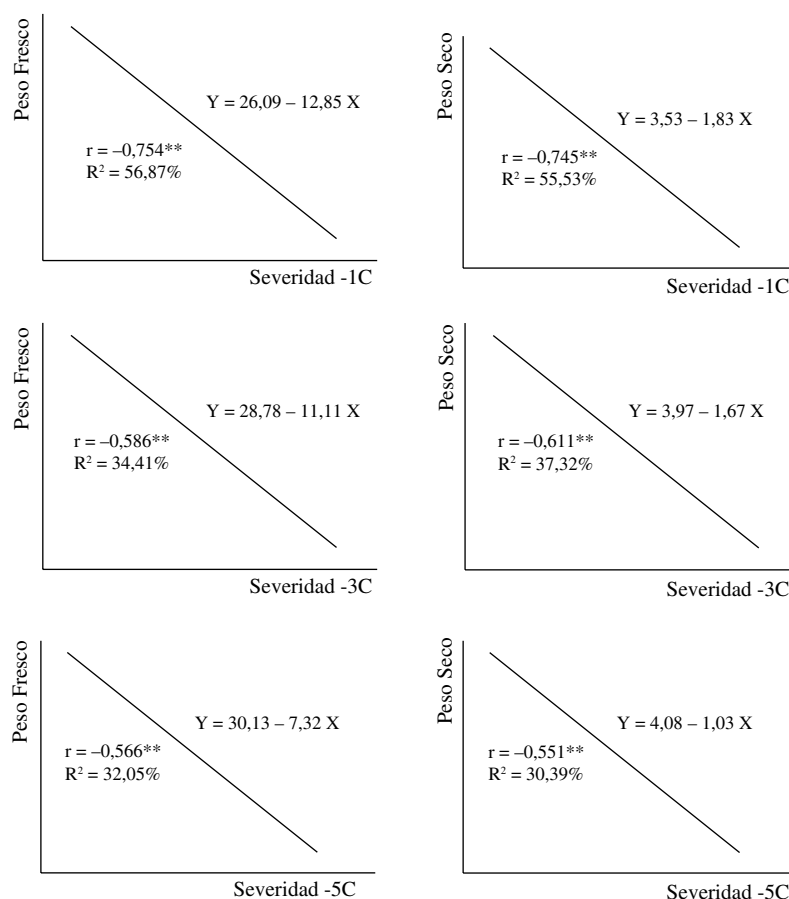 Peso Fresco
Y = 26,09 – 12,85 X
r = –0,754**
R² = 56,87%
Severidad -1C
Peso Seco
Y = 3,53 – 1,83 X
r = –0,745**
R² = 55,53%
Severidad -1C
Peso Fresco
Y = 28,78 – 11,11 X
r = –0,586**
R² = 34,41%
Severidad -3C
Peso Seco
Y = 3,97 – 1,67 X
r = –0,611**
R² = 37,32%
Severidad -3C
Peso Fresco
Y = 30,13 – 7,32 X
r = –0,566**
R² = 32,05%
Severidad -5C
Peso Seco
Y = 4,08 – 1,03 X
r = –0,551**
R² = 30,39%
Severidad -5C